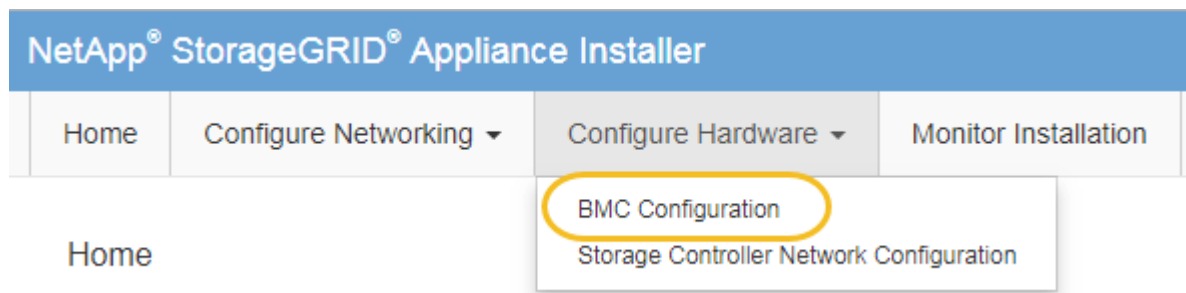 NetApp® StorageGRID® Appliance Installer
Home Configure Networking Configure Hardware Monitor Installation
BMC Configuration
Home Storage Controller Network Configuration